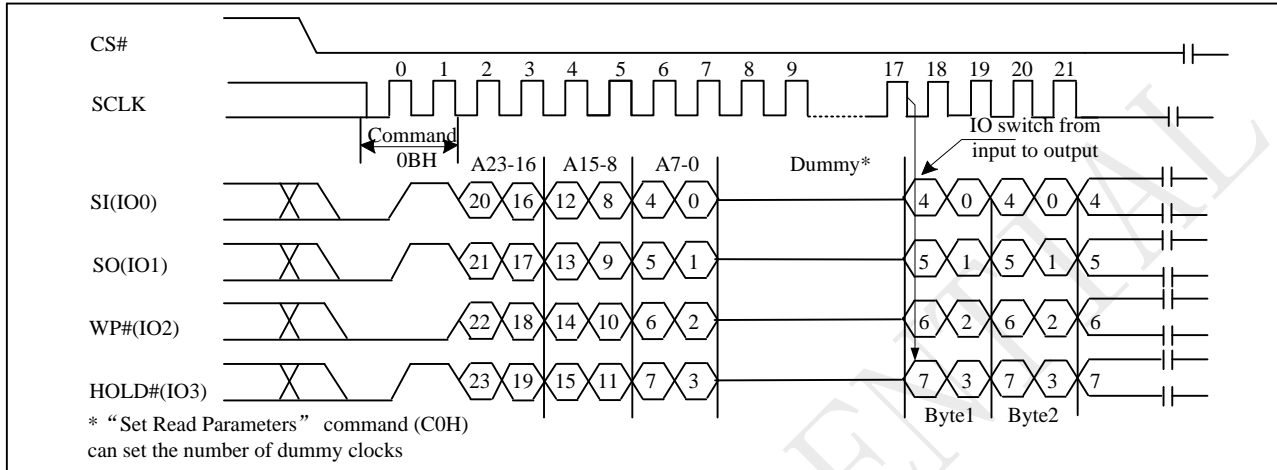 CS#
0 1 2 3 4 5 6 7 8 9 17 18 19 20 21
SCLK
Command
0BH
IO switch from
input to output
A23-16 A15-8 A7-0 Dummy*
SI(IO0) 20 16 12 8 4 0 4 0 4 0 4
SO(IO1) 21 17 13 9 5 1 5 1 5 1 5
WP#(IO2) 22 18 14 10 6 2 6 2 6 2 6
HOLD#(IO3) 23 19 15 11 7 3 7 3 7 3 7
Byte1 Byte2
* “Set Read Parameters” command (C0H)
can set the number of dummy clocks
ENTIAL